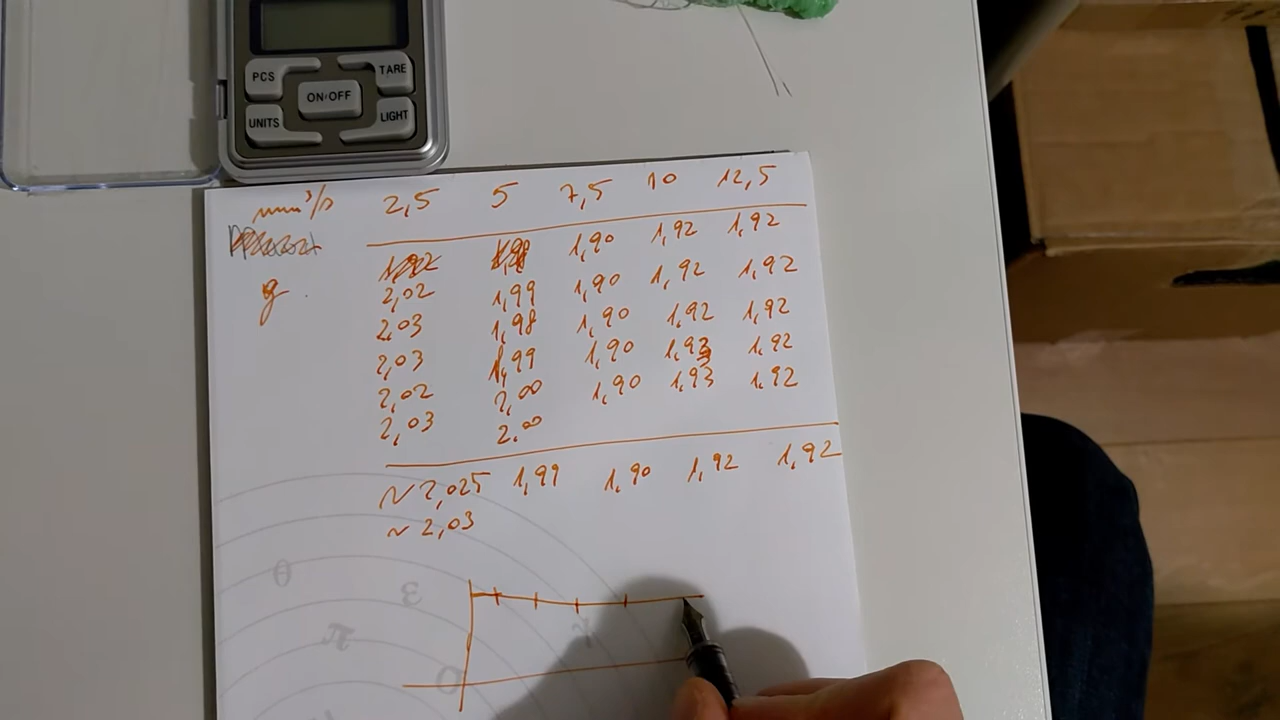 PCS TARE
ON/OFF
UNITS LIGHT
mm³/s 2,5 5 7,5 10 12,5
1,90 1,92 1,92
g 2,02 1,99 1,90 1,92 1,92
2,03 1,98 1,90 1,92 1,92
2,03 1,99 1,90 1,93 1,92
2,02 2,00 1,90 1,93 1,92
2,03 2,00
~ 2,025 1,99 1,90 1,92 1,92
~ 2,03
θ ε
π γ
O